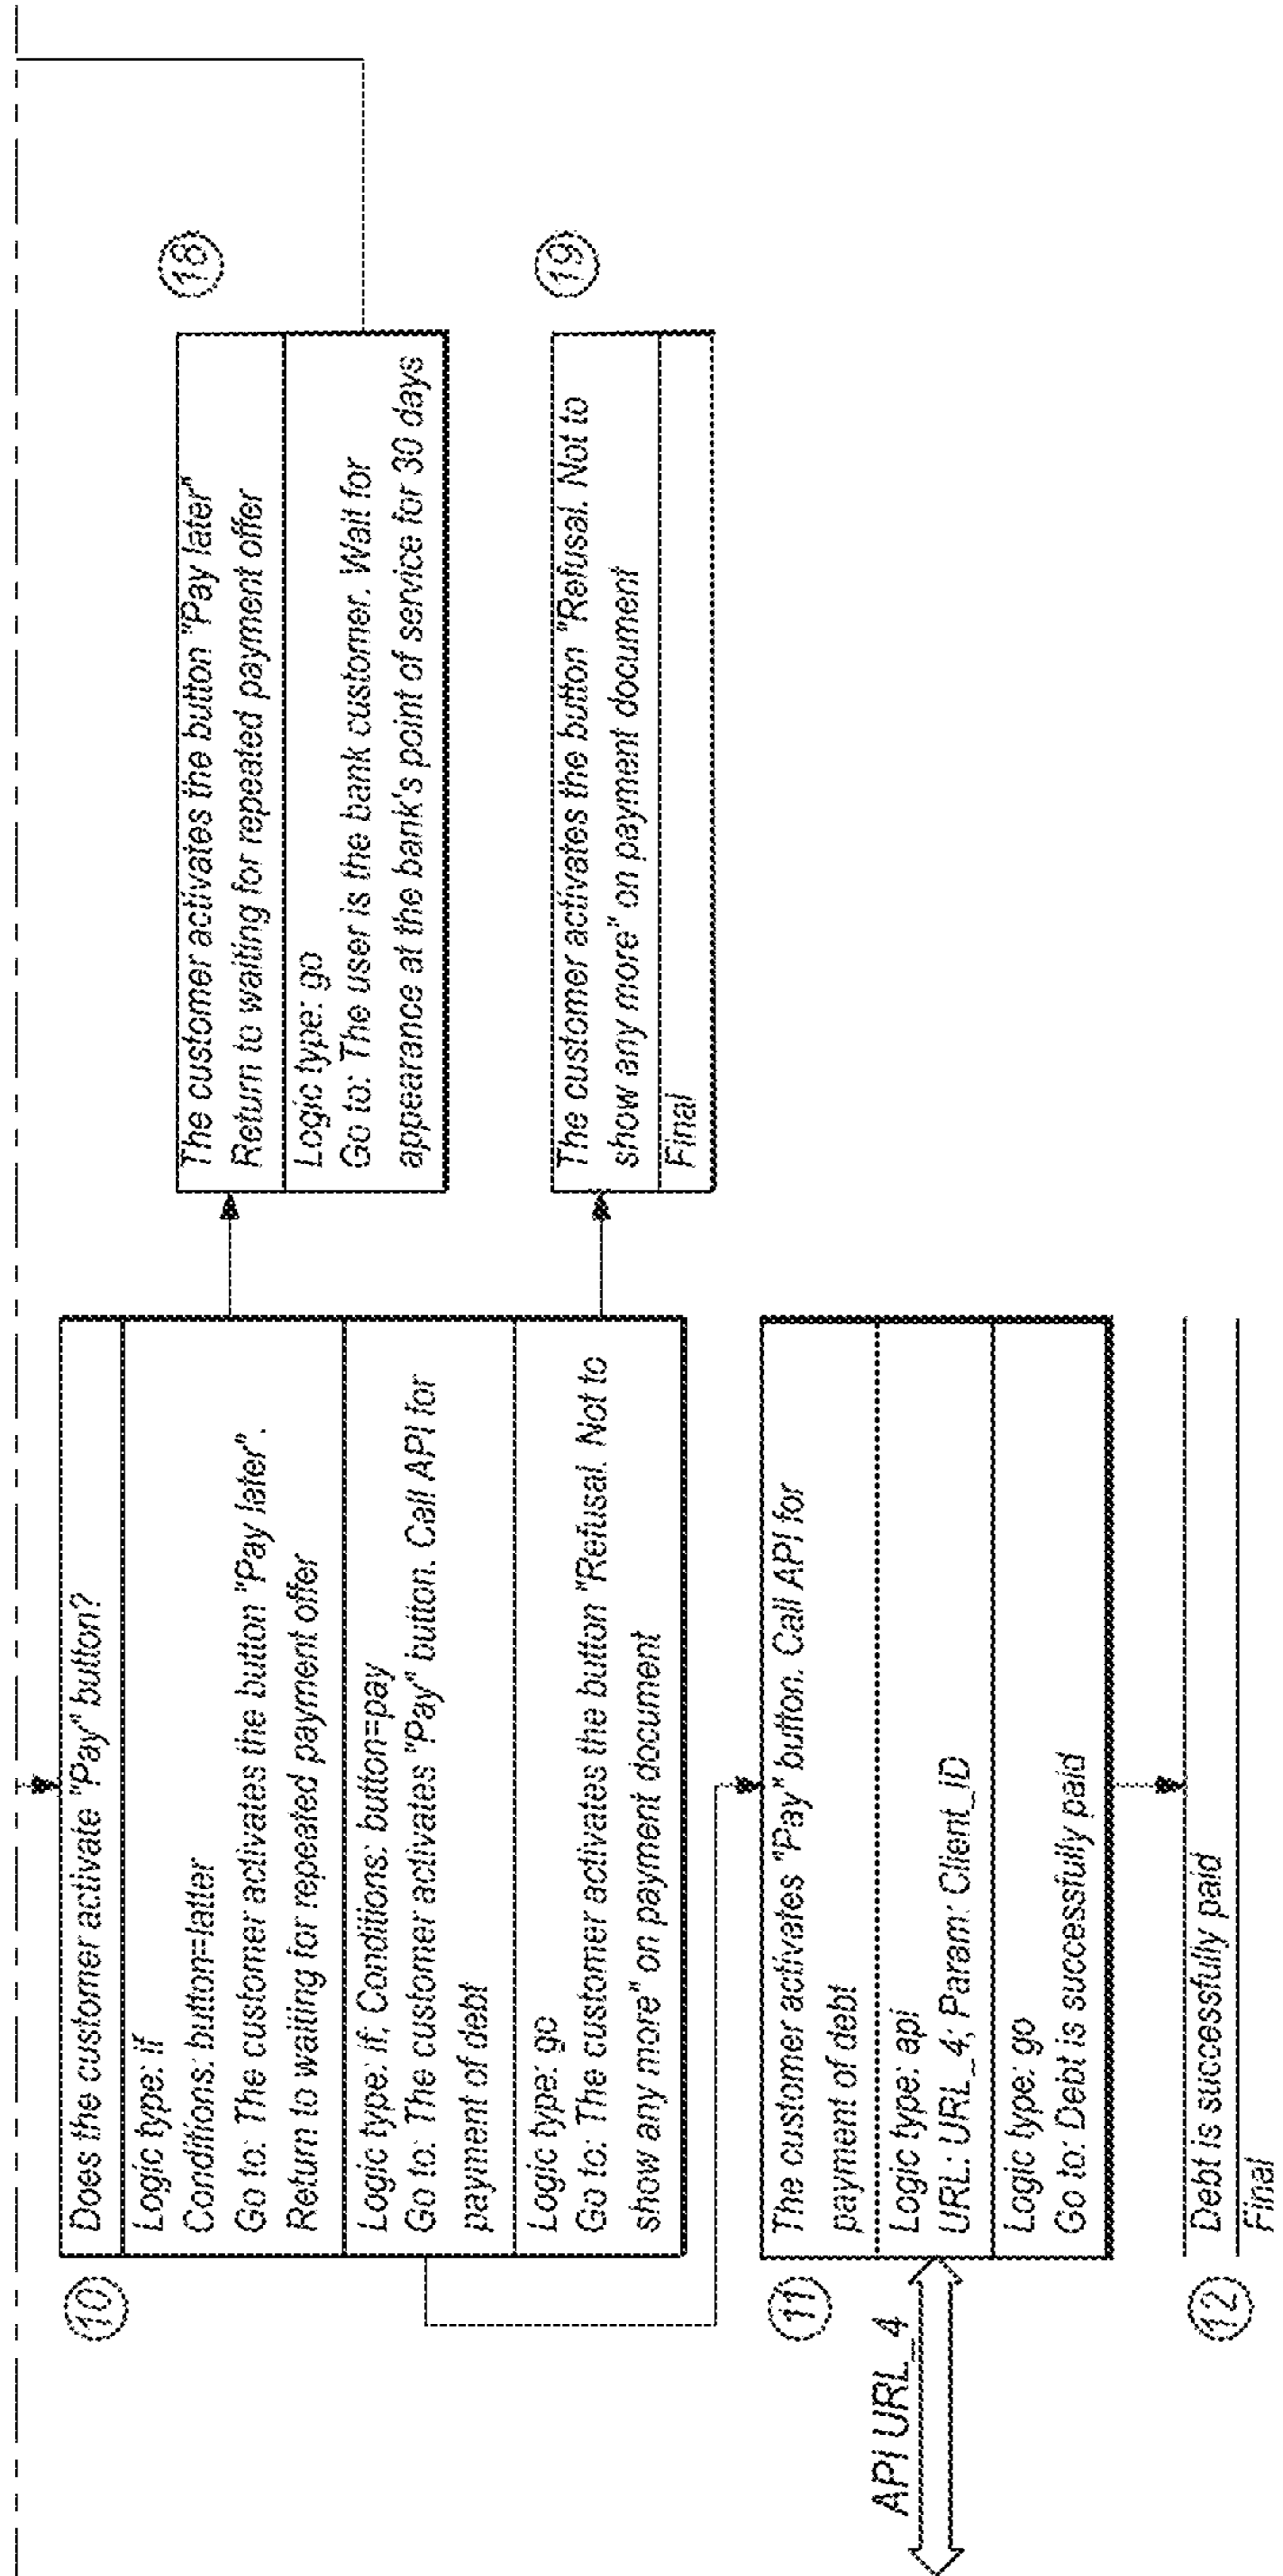 10
Does the customer activate "Pay" button?
Logic type: if
Conditions: button=latter
Go to: The customer activates the button "Pay later".
Return to waiting for repeated payment offer
Logic type: if; Conditions: button=pay
Go to: The customer activates "Pay" button. Call API for
payment of debt
Logic type: go
Go to: The customer activates the button "Refusal. Not to
show any more" on payment document
18
The customer activates the button "Pay later"
Return to waiting for repeated payment offer
Logic type: go
Go to: The user is the bank customer. Wait for
appearance at the bank's point of service for 30 days
19
The customer activates the button "Refusal. Not to
show any more" on payment document
Final
11
The customer activates "Pay" button. Call API for
payment of debt
Logic type: api
URL: URL_4; Param: Client_ID
Logic type: go
Go to: Debt is successfully paid
API URL_4
12
Debt is successfully paid
Final